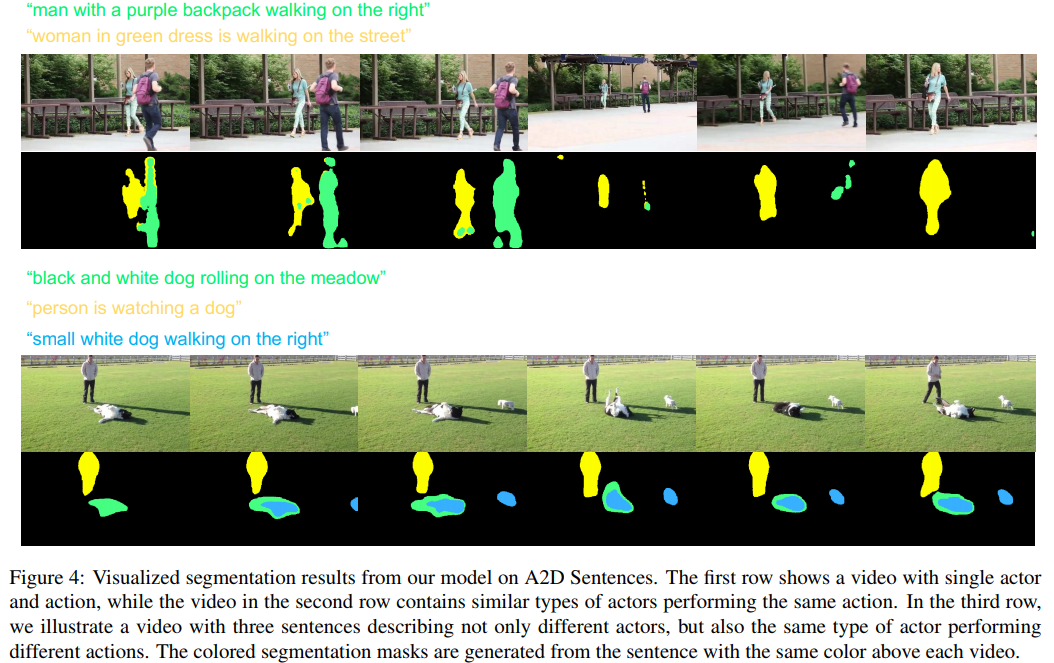 “man with a purple backpack walking on the right”
“woman in green dress is walking on the street”
“black and white dog rolling on the meadow”
“person is watching a dog”
“small white dog walking on the right”
Figure 4: Visualized segmentation results from our model on A2D Sentences. The first row shows a video with single actor
and action, while the video in the second row contains similar types of actors performing the same action. In the third row,
we illustrate a video with three sentences describing not only different actors, but also the same type of actor performing
different actions. The colored segmentation masks are generated from the sentence with the same color above each video.